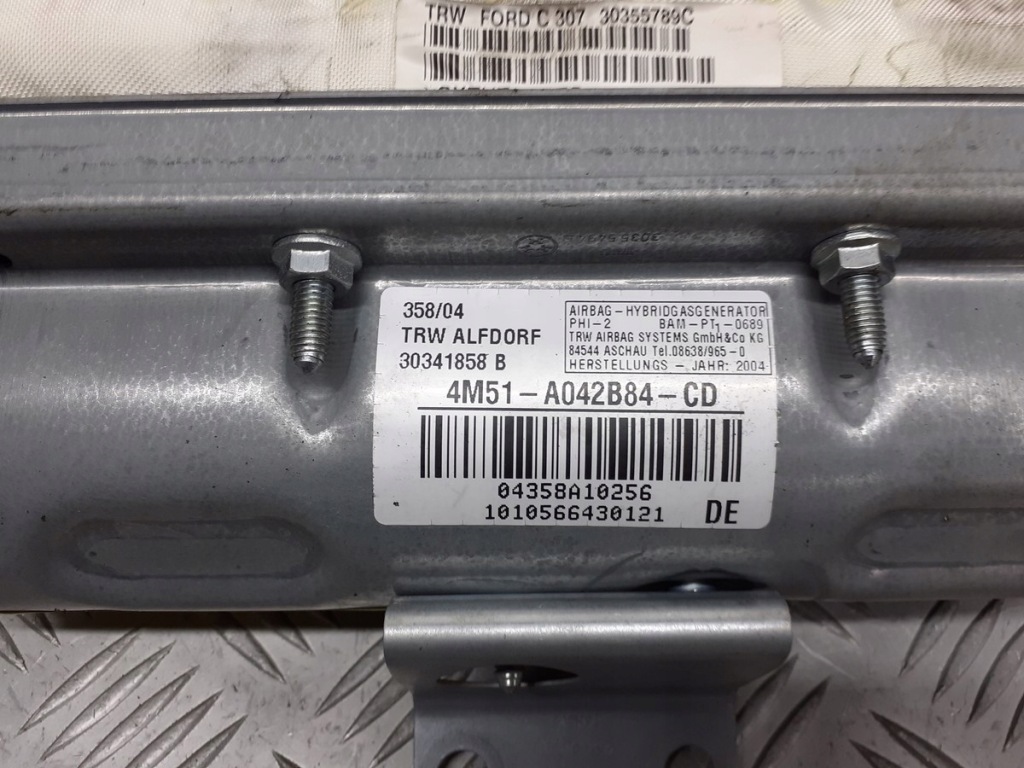 TRW FORD C 307 30355789C
358/04
TRW ALFDORF
30341858 B
AIRBAG-HYBRIDGASGENERATOR
PHI-2 BAM-PT1-0689
TRW AIRBAG SYSTEMS GmbH&Co KG
84544 ASCHAU Tel.08638/965-0
HERSTELLUNGS - JAHR: 2004
4M51-A042B84-CD
04358A10256
1010566430121 DE